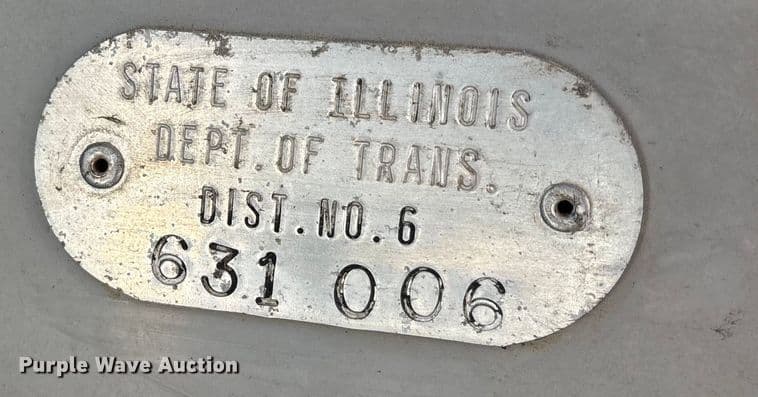 STATE OF ILLINOIS
DEPT. OF TRANS.
DIST. NO. 6
631 006
Purple Wave Auction